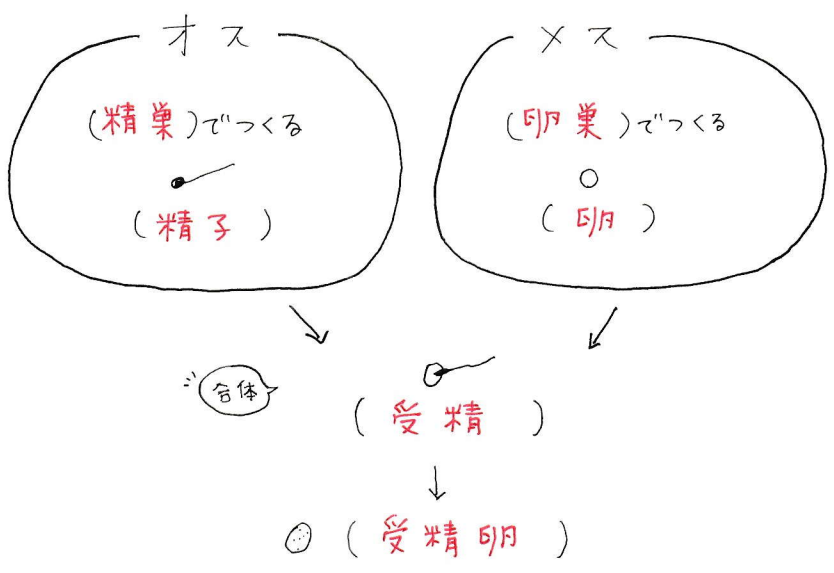 オス
(精巣)でつくる
(精子)
メス
(卵巣)でつくる
(卵)
合体
(受精)
(受精卵)